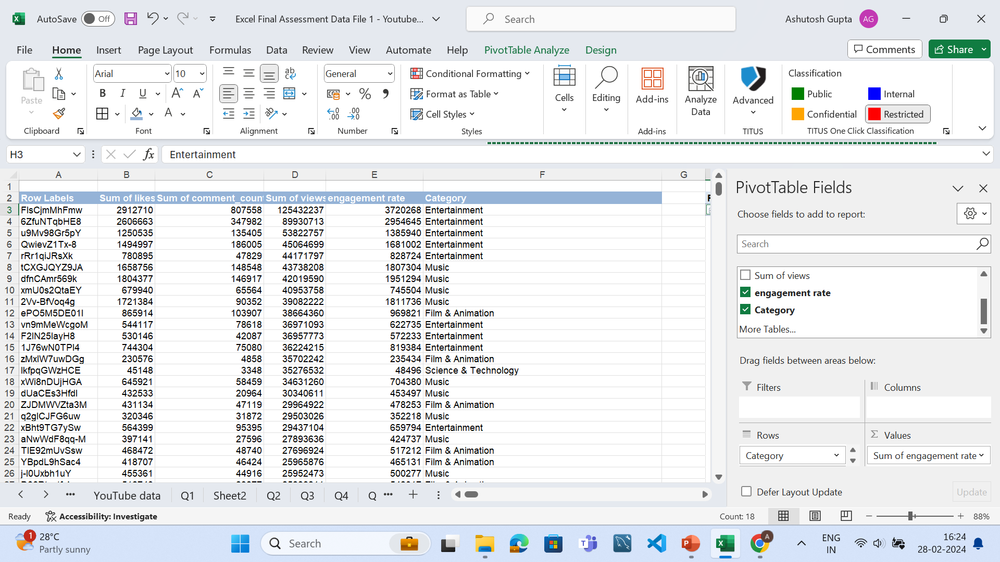 AutoSave Off Excel Final Assessment Data File 1 - Youtube... Search Ashutosh Gupta AG
File Home Insert Page Layout Formulas Data Review View Automate Help PivotTable Analyze Design Comments Share
Paste
Clipboard
Arial 10
B I U A A
A
Font
ab
Alignment
General
%
Number
Conditional Formatting
Format as Table
Cell Styles
Styles
Cells
Editing
Add-ins
Add-ins
Analyze
Data
Advanced
TITUS
Classification
Public Internal
Confidential Restricted
TITUS One Click Classification
H3 fx Entertainment
A B C D E F G
1
2 Row Labels Sum of likes Sum of comment_coun Sum of views engagement rate Category
3 FlsCjmMhFmw 2912710 807558 125432237 3720268 Entertainment
4 6ZfuNTqbHE8 2606663 347982 89930713 2954645 Entertainment
5 u9Mv98Gr5pY 1250535 135405 53822757 1385940 Entertainment
6 QwievZ1Tx-8 1494997 186005 45064699 1681002 Entertainment
7 rRr1qiJRsXk 780895 47829 44171797 828724 Entertainment
8 tCXGJQYZ9JA 1658756 148548 43738208 1807304 Music
9 dfnCAmr569k 1804377 146917 42019590 1951294 Music
10 xmU0s2QtaEY 679940 65564 40953758 745504 Music
11 2Vv-BfVoq4g 1721384 90352 39082222 1811736 Music
12 ePO5M5DE01I 865914 103907 38664360 969821 Film & Animation
13 vn9mMeWcgoM 544117 78618 36971093 622735 Entertainment
14 F2lN25layH8 530146 42087 36957773 572233 Entertainment
15 1J76wN0TPI4 744304 75080 36224215 819384 Entertainment
16 zMxlW7uwDGg 230576 4858 35702242 235434 Film & Animation
17 lkfpqGWzHCE 45148 3348 35276532 48496 Science & Technology
18 xWi8nDUjHGA 645921 58459 34631260 704380 Music
19 dUaCEs3Hfdl 432533 20964 30340611 453497 Music
20 ZJDMWVZta3M 431134 47119 29964922 478253 Film & Animation
21 q2glCJFG6uw 320346 31872 29503026 352218 Music
22 xBht9TG7ySw 564399 95395 29437104 659794 Entertainment
23 aNwWdF8qq-M 397141 27596 27893636 424737 Music
24 TlE92mUvSsw 468472 48740 27696924 517212 Film & Animation
25 YBpdL9hSac4 418707 46424 25965876 465131 Film & Animation
26 j-l0Uxbh1uY 455361 44916 25952473 500277 Music
PivotTable Fields
Choose fields to add to report:
Search
Sum of views
engagement rate
Category
More Tables...
Drag fields between areas below:
Filters Columns
Rows Σ Values
Category Sum of engagement rate
Defer Layout Update Update
YouTube data Q1 Sheet2 Q2 Q3 Q4 Q
Ready Accessibility: Investigate Count: 18 88%
1 28°C
Partly sunny
Search
ENG
IN
16:24
28-02-2024